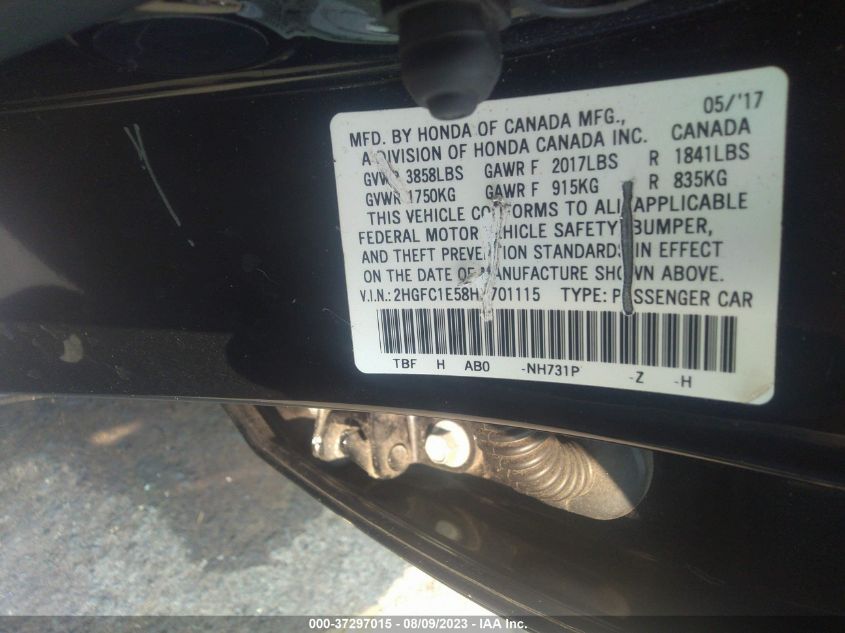 05/'17
MFD. BY HONDA OF CANADA MFG.,
A DIVISION OF HONDA CANADA INC. CANADA
GVWR 3858LBS GAWR F 2017LBS R 1841LBS
GVWR 1750KG GAWR F 915KG R 835KG
THIS VEHICLE CONFORMS TO ALL APPLICABLE
FEDERAL MOTOR VEHICLE SAFETY, BUMPER,
AND THEFT PREVENTION STANDARDS IN EFFECT
ON THE DATE OF MANUFACTURE SHOWN ABOVE.
V.I.N.: TYPE: PASSENGER CAR
TBF H AB0 -NH731P -Z -H
000-37297015 - 08/09/2023 - IAA Inc.